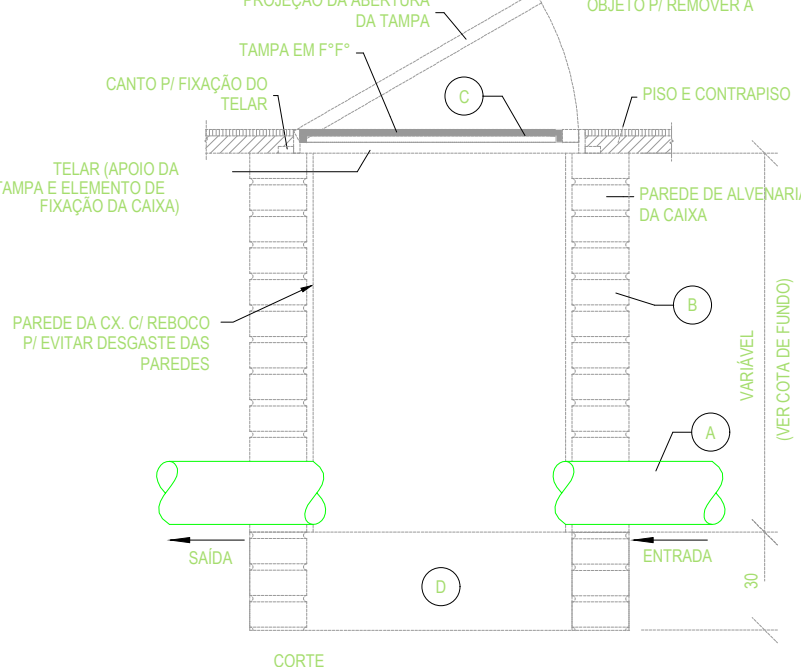 PROJEÇÃO DA ABERTURA
DA TAMPA
OBJETO P/ REMOVER A
TAMPA EM F°F°
CANTO P/ FIXAÇÃO DO
TELAR
C
PISO E CONTRAPISO
TELAR (APOIO DA
TAMPA E ELEMENTO DE
FIXAÇÃO DA CAIXA)
PAREDE DE ALVENARIA
DA CAIXA
B
PAREDE DA CX. C/ REBOCO
P/ EVITAR DESGASTE DAS
PAREDES
VARIÁVEL
(VER COTA DE FUNDO)
A
SAÍDA
ENTRADA
D
30
CORTE